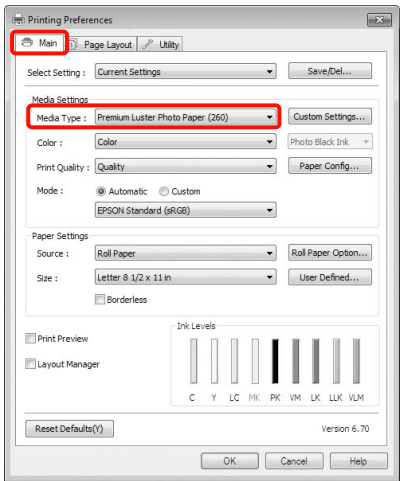 Printing Preferences
Main Page Layout Utility
Select Setting : Current Settings Save/Del...
Media Settings
Media Type : Premium Luster Photo Paper (260) Custom Settings...
Color : Color Photo Black Ink
Print Quality : Quality Paper Config...
Mode : Automatic Custom
EPSON Standard (sRGB)
Paper Settings
Source : Roll Paper Roll Paper Option...
Size : Letter 8 1/2 x 11 in User Defined...
Borderless
Ink Levels
Print Preview
Layout Manager
C Y LC MK PK VM LK LLK VLM
Reset Defaults(Y) Version 6.70
OK Cancel Help